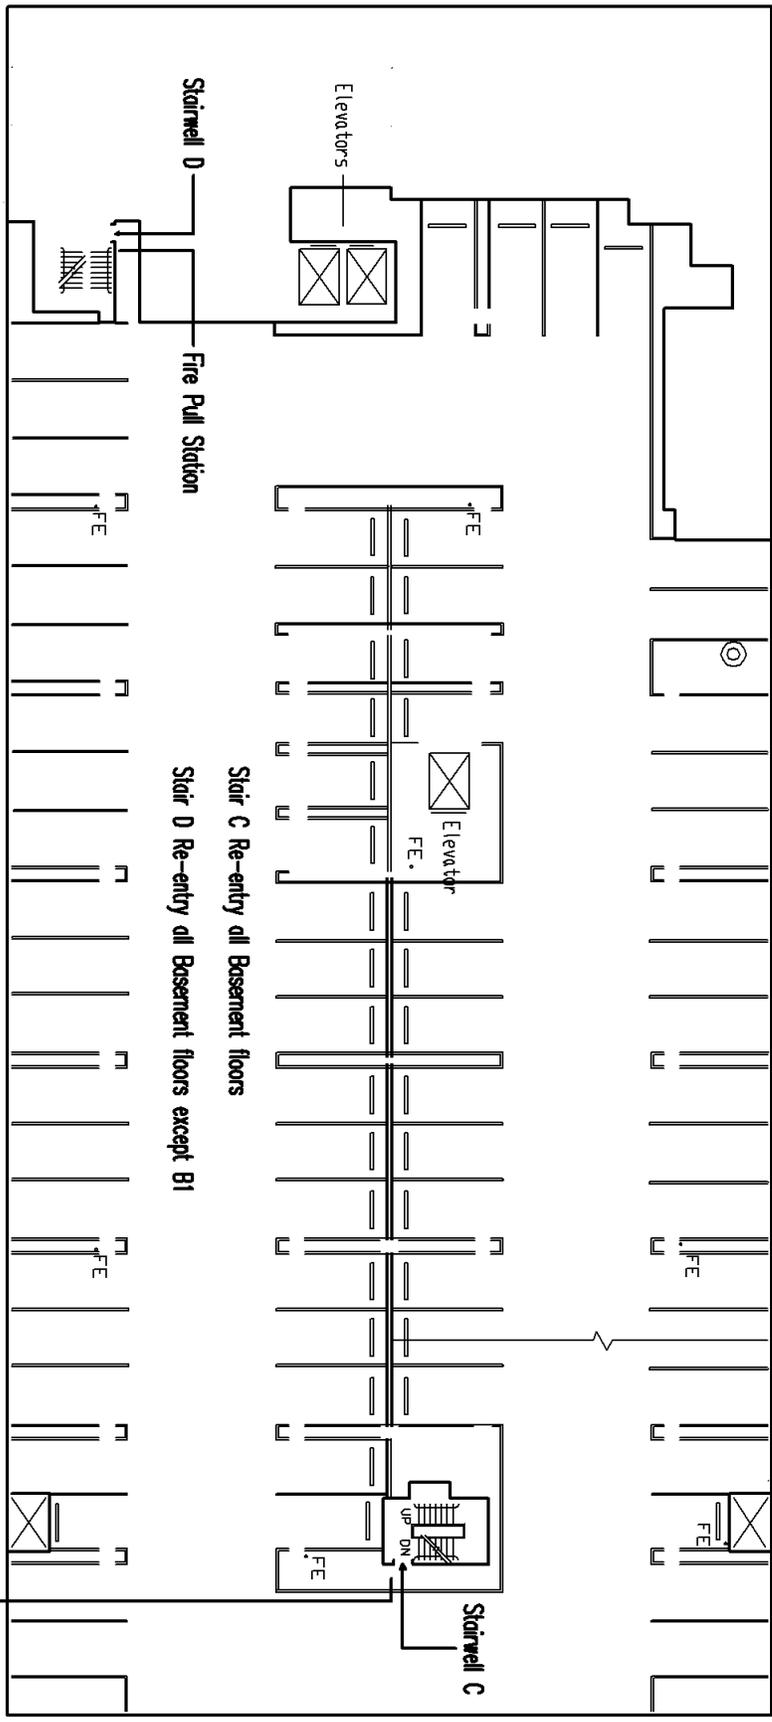 Stairwell D
Elevators
Fire Pull Station
FE
FE
Elevator
FE
Stair C Re-entry all Basement floors
Stair D Re-entry all Basement floors except B1
FE
FE
UP
DN
FE
FE
Stairwell C